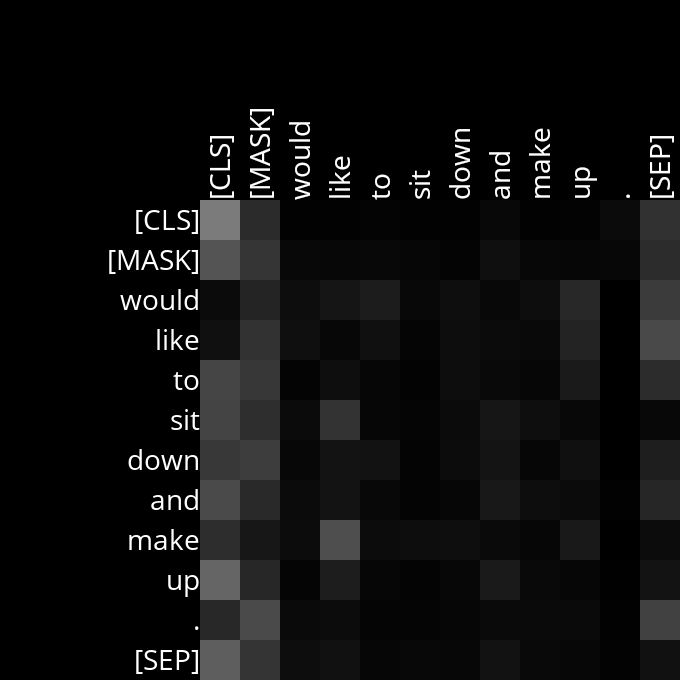 [CLS] [MASK] would like to sit down and make up . [SEP]
[CLS]
[MASK]
would
like
to
sit
down
and
make
up
.
[SEP]